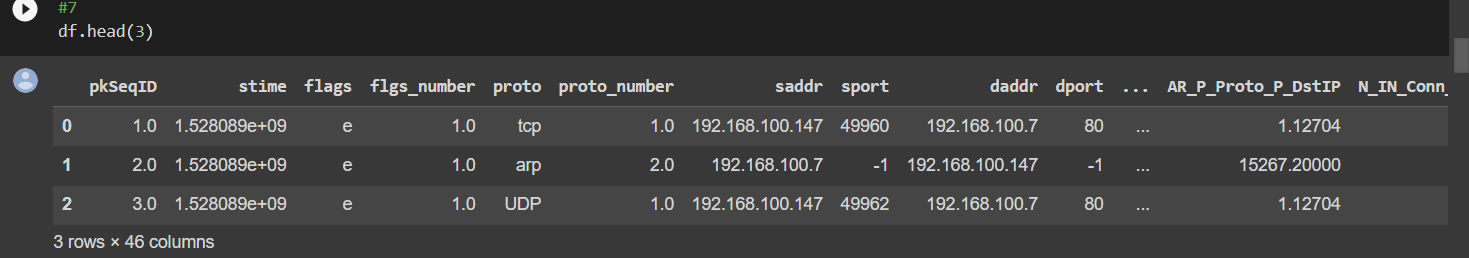 #7
df.head(3)
pkSeqID stime flags flgs_number proto proto_number saddr sport daddr dport ... AR_P_Proto_P_DstIP N_IN_Conn_
0 1.0 1.528089e+09 e 1.0 tcp 1.0 192.168.100.147 49960 192.168.100.7 80 ... 1.12704
1 2.0 1.528089e+09 e 1.0 arp 2.0 192.168.100.7 -1 192.168.100.147 -1 ... 15267.20000
2 3.0 1.528089e+09 e 1.0 UDP 1.0 192.168.100.147 49962 192.168.100.7 80 ... 1.12704
3 rows × 46 columns